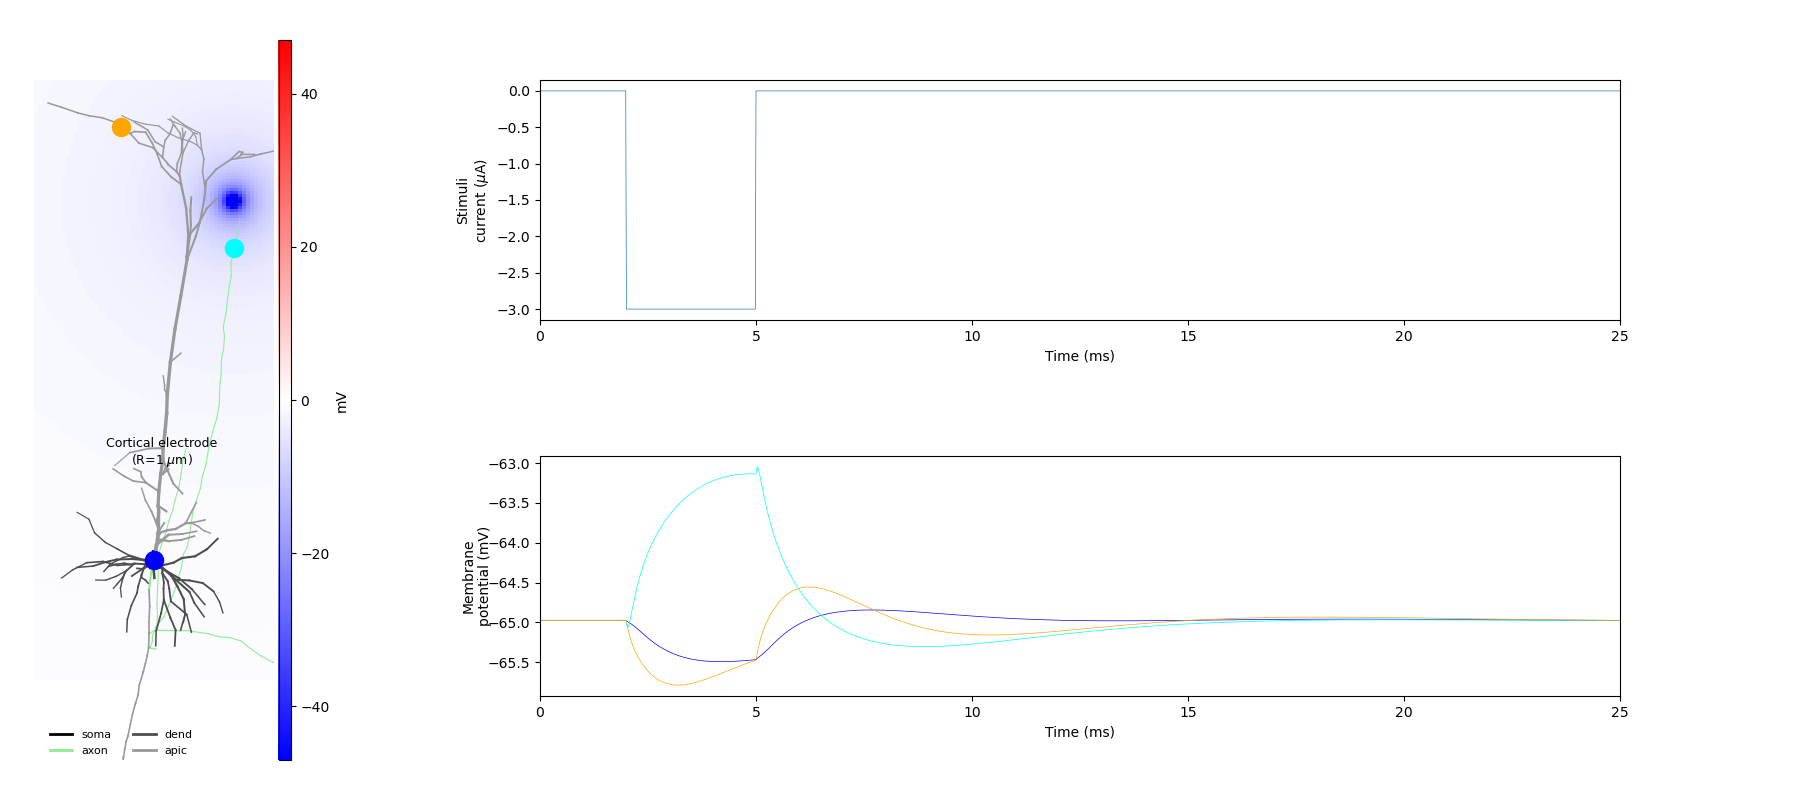 40
20
0
−20
−40
mV
Cortical electrode
(R=1 μm)
soma
axon
dend
apic
0.0
−0.5
−1.0
−1.5
−2.0
−2.5
−3.0
Stimuli
current (μA)
0 5 10 15 20 25
Time (ms)
−63.0
−63.5
−64.0
−64.5
−65.0
−65.5
Membrane
potential (mV)
0 5 10 15 20 25
Time (ms)